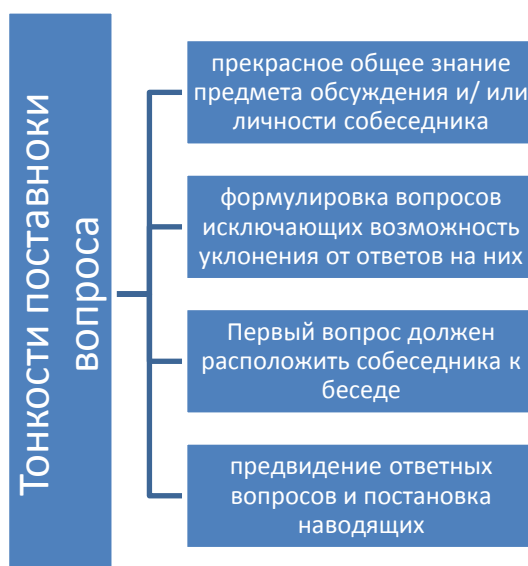 Тонкости поставноки
вопроса
прекрасное общее знание
предмета обсуждения и/ или
личности собеседника
формулировка вопросов
исключающих возможность
уклонения от ответов на них
Первый вопрос должен
расположить собеседника к
беседе
предвидение ответных
вопросов и постановка
наводящих